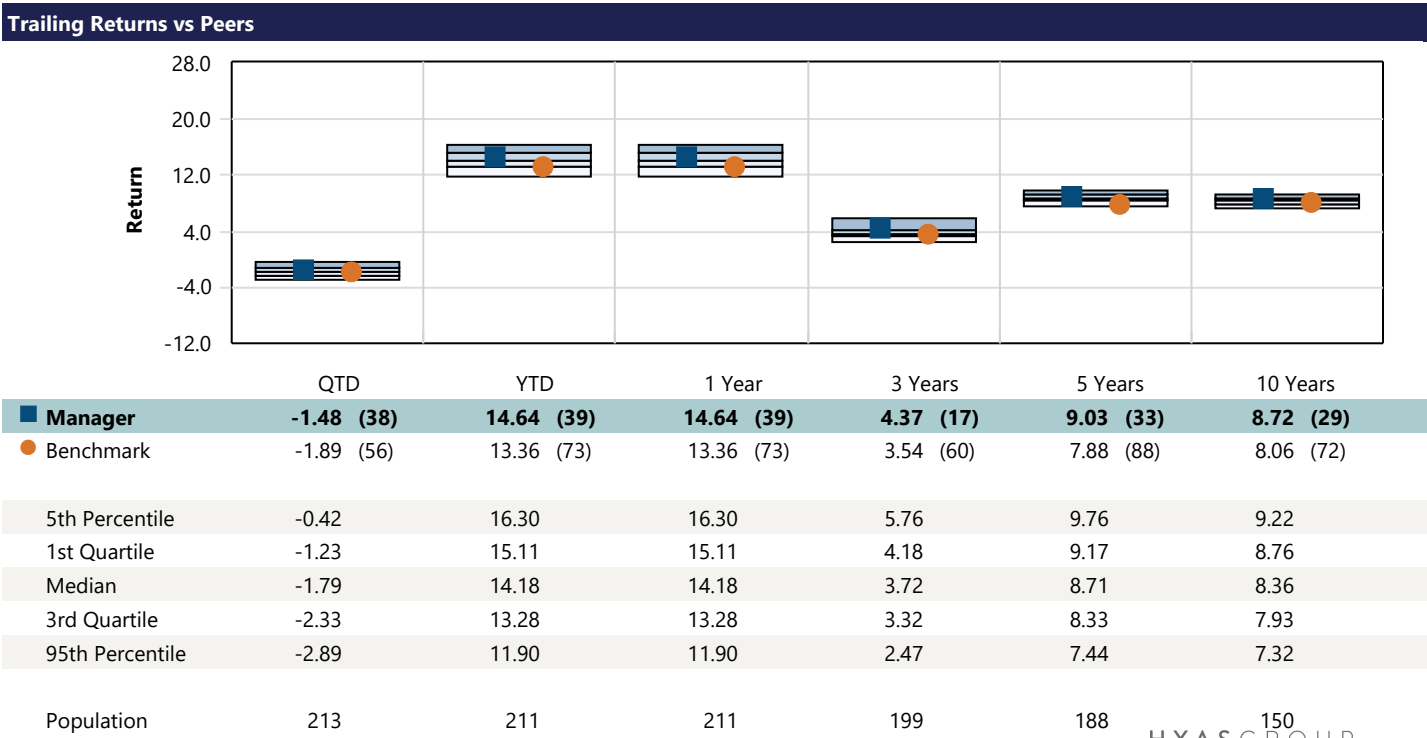 Trailing Returns vs Peers
28.0
20.0
12.0
4.0
-4.0
-12.0
Return
QTD YTD 1 Year 3 Years 5 Years 10 Years
Manager -1.48 (38) 14.64 (39) 14.64 (39) 4.37 (17) 9.03 (33) 8.72 (29)
Benchmark -1.89 (56) 13.36 (73) 13.36 (73) 3.54 (60) 7.88 (88) 8.06 (72)
5th Percentile -0.42 16.30 16.30 5.76 9.76 9.22
1st Quartile -1.23 15.11 15.11 4.18 9.17 8.76
Median -1.79 14.18 14.18 3.72 8.71 8.36
3rd Quartile -2.33 13.28 13.28 3.32 8.33 7.93
95th Percentile -2.89 11.90 11.90 2.47 7.44 7.32
Population 213 211 211 199 188 150
HYAS GROUP